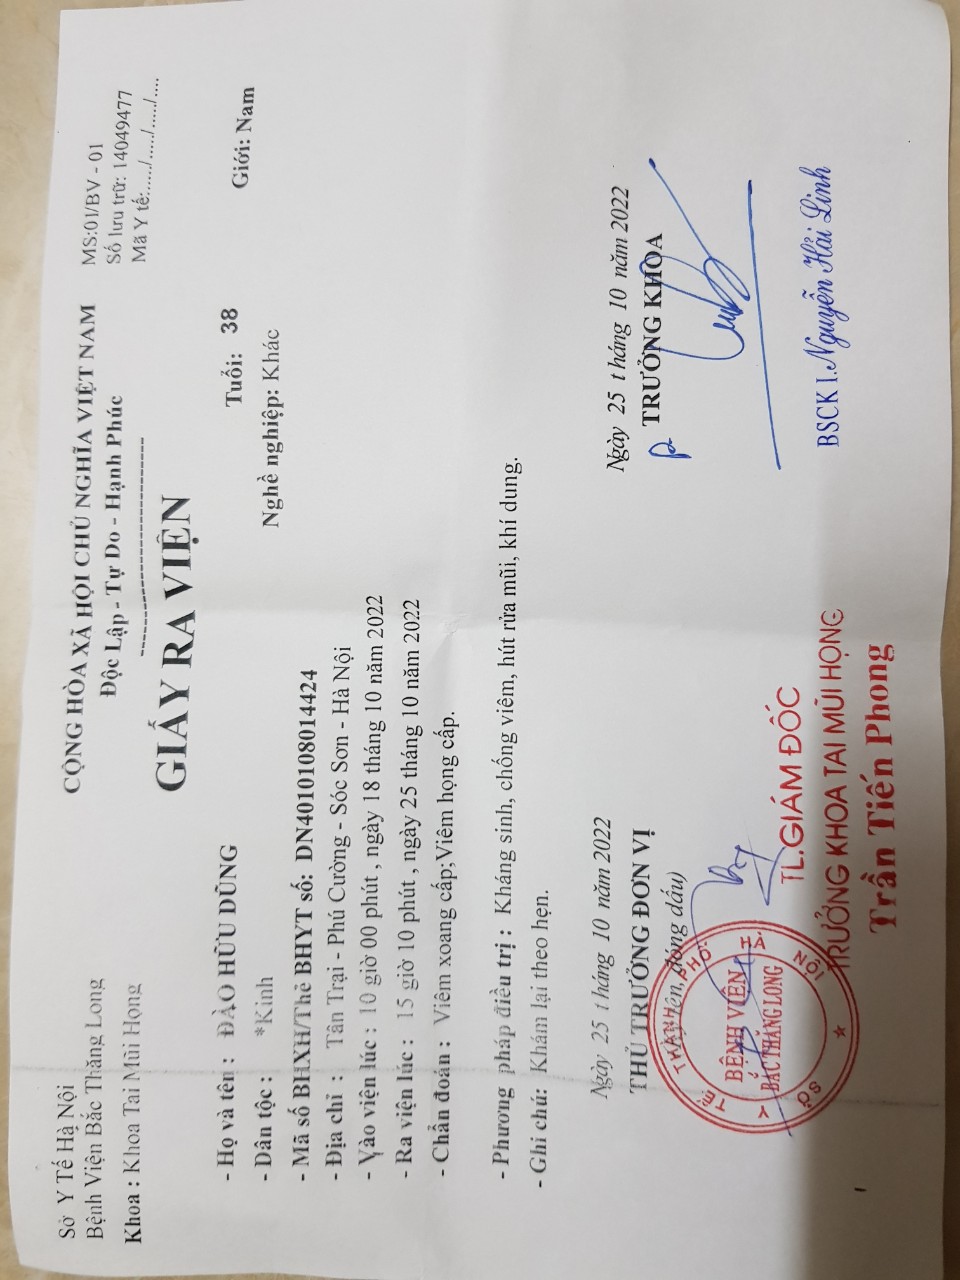 Sở Y Tế Hà Nội
Bệnh Viện Bắc Thăng Long
Khoa : Khoa Tai Mũi Họng
CỘNG HÒA XÃ HỘI CHỦ NGHĨA VIỆT NAM
Độc Lập - Tự Do - Hạnh Phúc
MS:01/BV - 01
Số lưu trữ: 14049477
Mã Y tế:....../....../....../....
GIẤY RA VIỆN
- Họ và tên : ĐÀO HỮU DŨNG Tuổi: 38 Giới: Nam
- Dân tộc : *Kinh Nghề nghiệp: Khác
- Mã số BHXH/Thẻ BHYT số: DN4010108014424
- Địa chỉ : Tân Trại - Phú Cường - Sóc Sơn - Hà Nội
- Vào viện lúc : 10 giờ 00 phút , ngày 18 tháng 10 năm 2022
- Ra viện lúc : 15 giờ 10 phút , ngày 25 tháng 10 năm 2022
- Chẩn đoán : Viêm xoang cấp;Viêm họng cấp.
- Phương pháp điều trị : Kháng sinh, chống viêm, hút rửa mũi, khí dung.
- Ghi chú: Khám lại theo hẹn.
Ngày 25 tháng 10 năm 2022
THỦ TRƯỞNG ĐƠN VỊ
tên, đóng dấu)
BỆNH VIỆN
BẮC THĂNG LONG
TL.GIÁM ĐỐC
TRƯỞNG KHOA TAI MŨI HỌNG
Trần Tiến Phong
Ngày 25 tháng 10 năm 2022
TRƯỞNG KHOA
BSCK I.Nguyễn Hải Linh